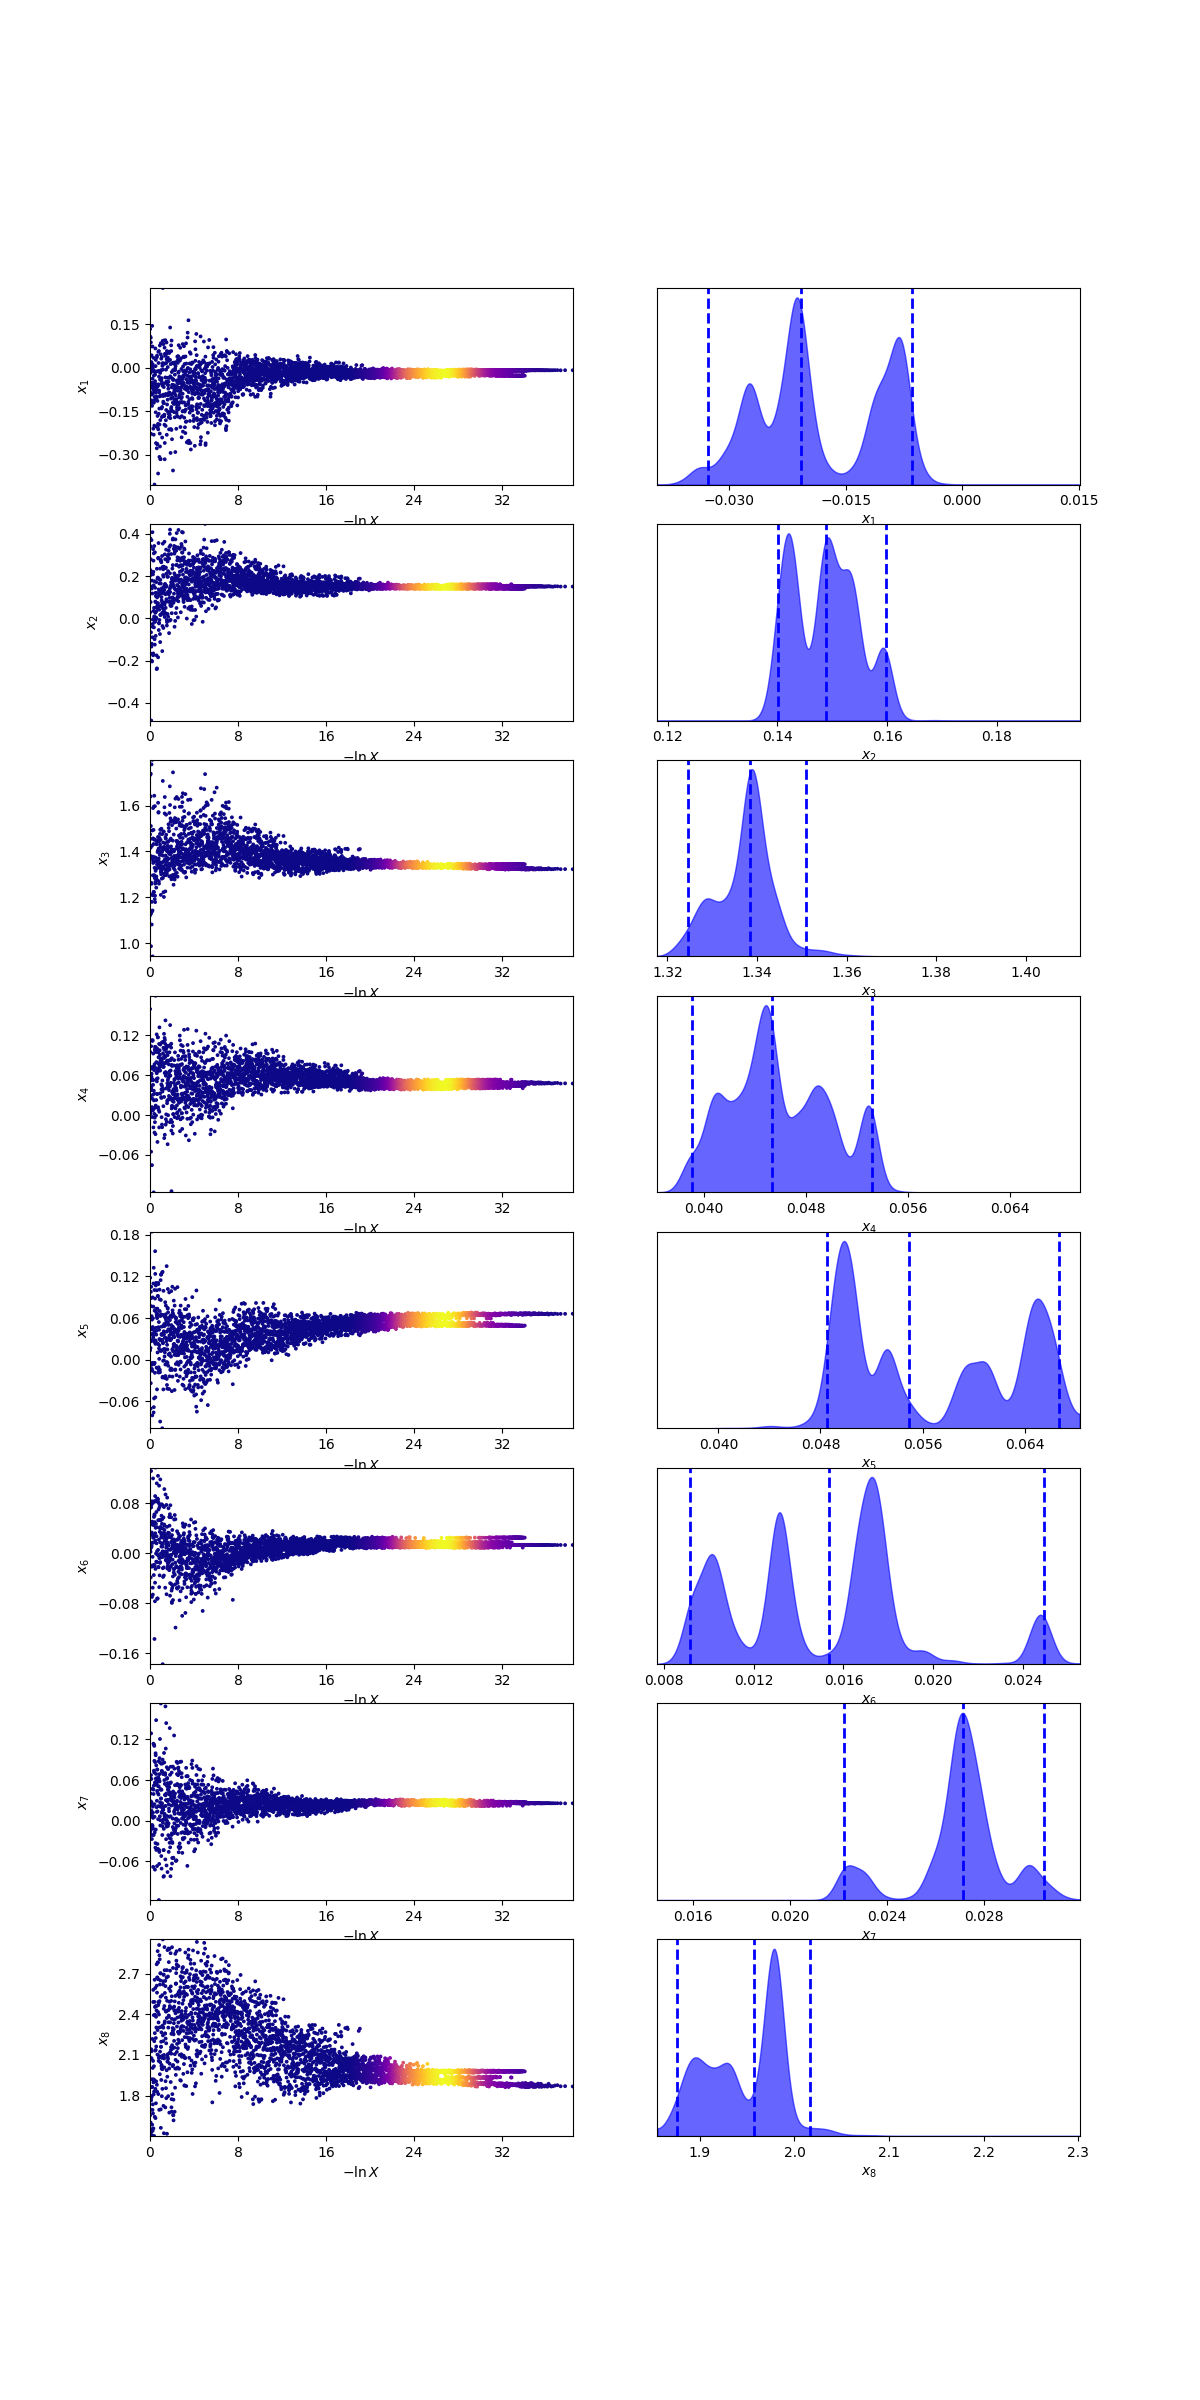 0.15
0.00
−0.15
−0.30
x₁
0 8 16 24 32
−ln X
−0.030 −0.015 0.000 0.015
x₁
0.4
0.2
0.0
−0.2
−0.4
x₂
0 8 16 24 32
−ln X
0.12 0.14 0.16 0.18
x₂
1.6
1.4
1.2
1.0
x₃
0 8 16 24 32
−ln X
1.32 1.34 1.36 1.38 1.40
x₃
0.12
0.06
0.00
−0.06
x₄
0 8 16 24 32
−ln X
0.040 0.048 0.056 0.064
x₄
0.18
0.12
0.06
0.00
−0.06
x₅
0 8 16 24 32
−ln X
0.040 0.048 0.056 0.064
x₅
0.08
0.00
−0.08
−0.16
x₆
0 8 16 24 32
−ln X
0.008 0.012 0.016 0.020 0.024
x₆
0.12
0.06
0.00
−0.06
x₇
0 8 16 24 32
−ln X
0.016 0.020 0.024 0.028
x₇
2.7
2.4
2.1
1.8
x₈
0 8 16 24 32
−ln X
1.9 2.0 2.1 2.2 2.3
x₈